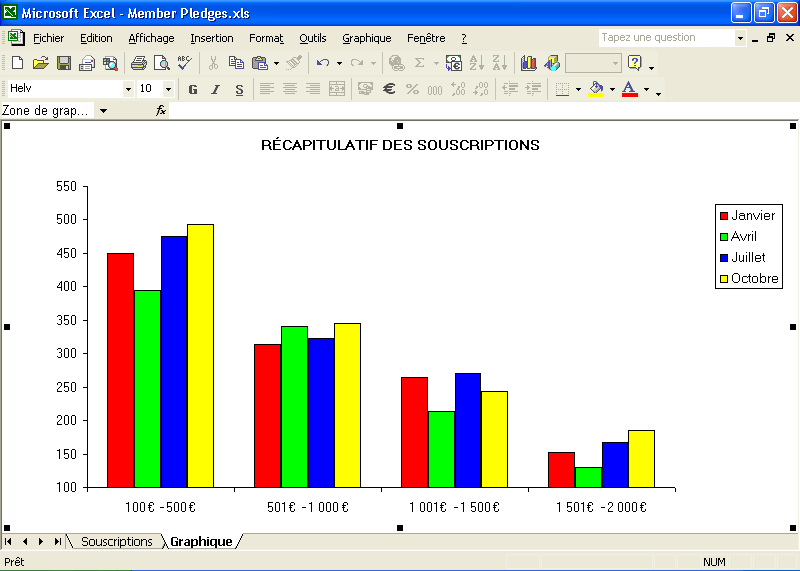 Microsoft Excel - Member Pledges.xls
Fichier Edition Affichage Insertion Format Outils Graphique Fenêtre ? Tapez une question
Helv 10 G I S € % 000
Zone de grap... fx
RÉCAPITULATIF DES SOUSCRIPTIONS
550
500
450
400
350
300
250
200
150
100
Janvier
Avril
Juillet
Octobre
100 € - 500 € 501 € - 1 000 € 1 001 € - 1 500 € 1 501 € - 2 000 €
Souscriptions Graphique
Prêt NUM